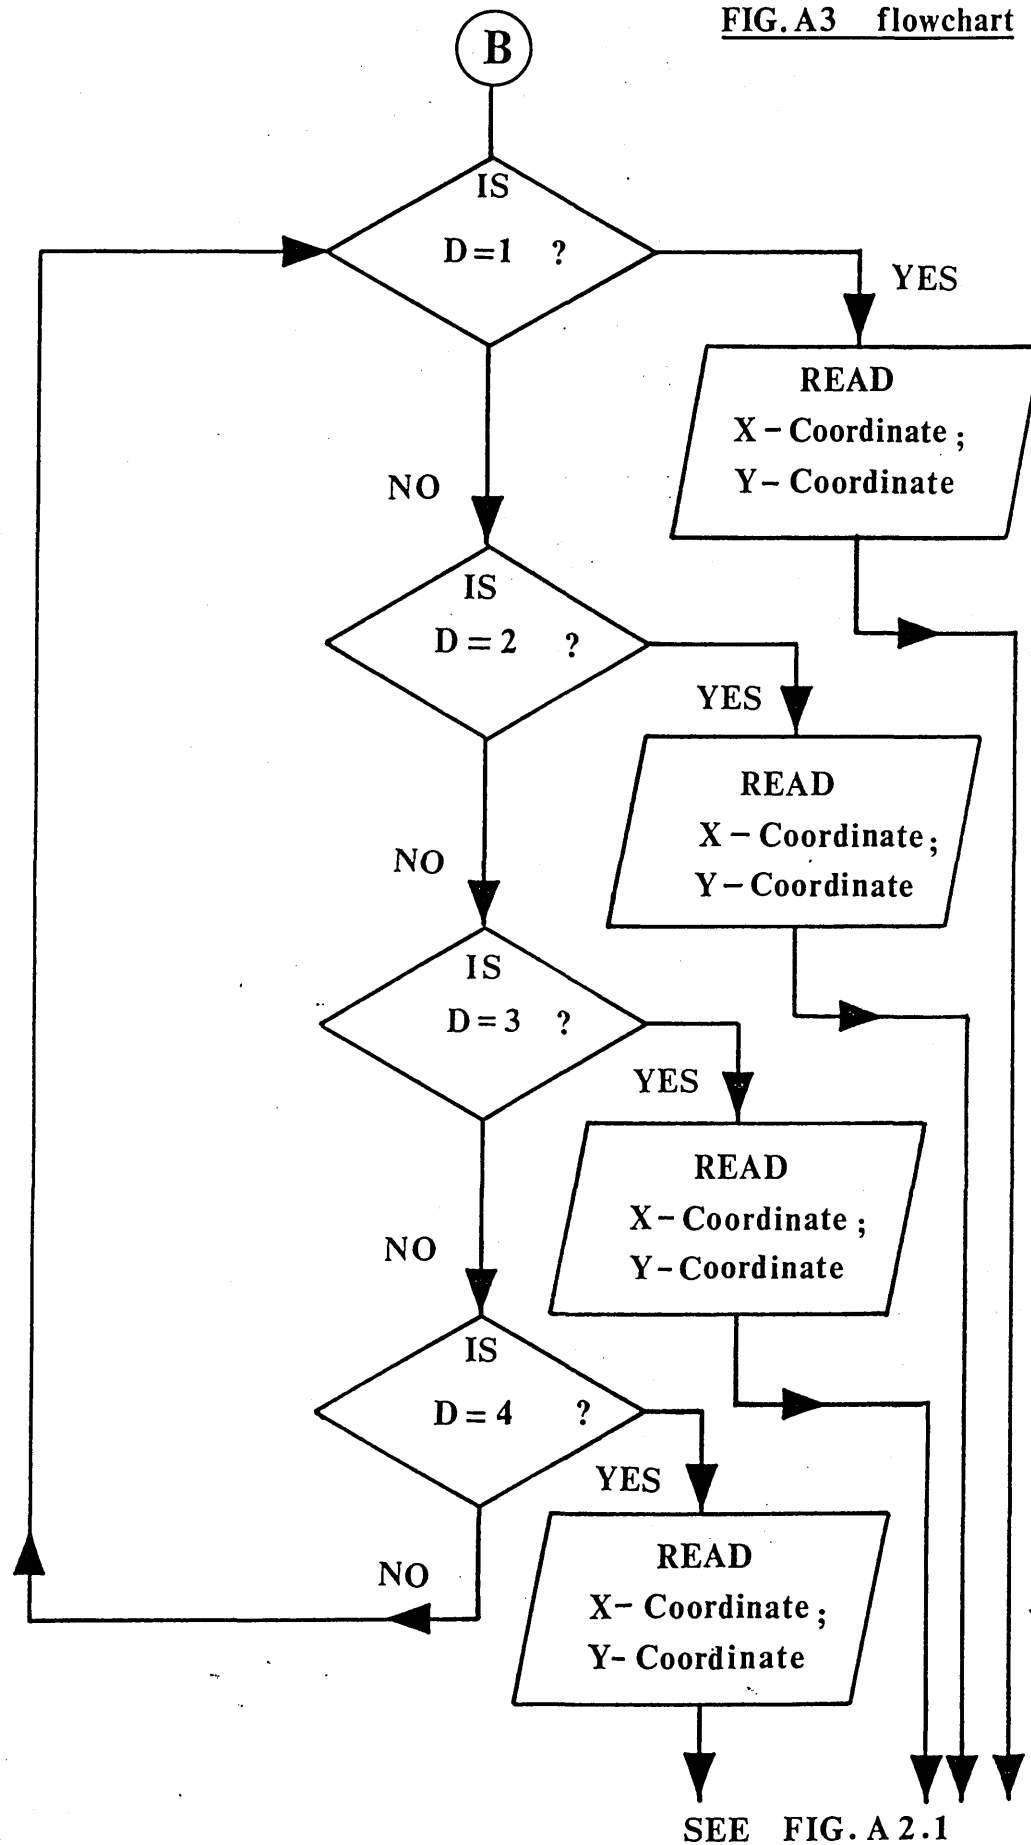 FIG. A3 flowchart
B
IS
D=1 ?
YES
READ
X - Coordinate ;
Y - Coordinate
NO
IS
D = 2 ?
YES
READ
X - Coordinate ;
Y - Coordinate
NO
IS
D = 3 ?
YES
READ
X - Coordinate ;
Y - Coordinate
NO
IS
D = 4 ?
YES
READ
X - Coordinate ;
Y - Coordinate
NO
SEE FIG. A 2.1